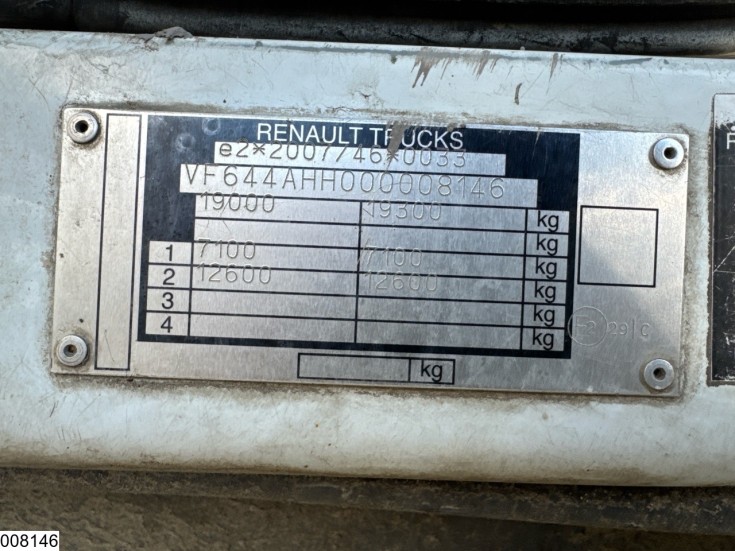 RENAULT TRUCKS
e2*2007/46*0033
VF644AHH000008146
19000 19300 kg
kg
1 7100 7100 kg
2 12600 12600 kg
3 kg
4 kg
kg
008146